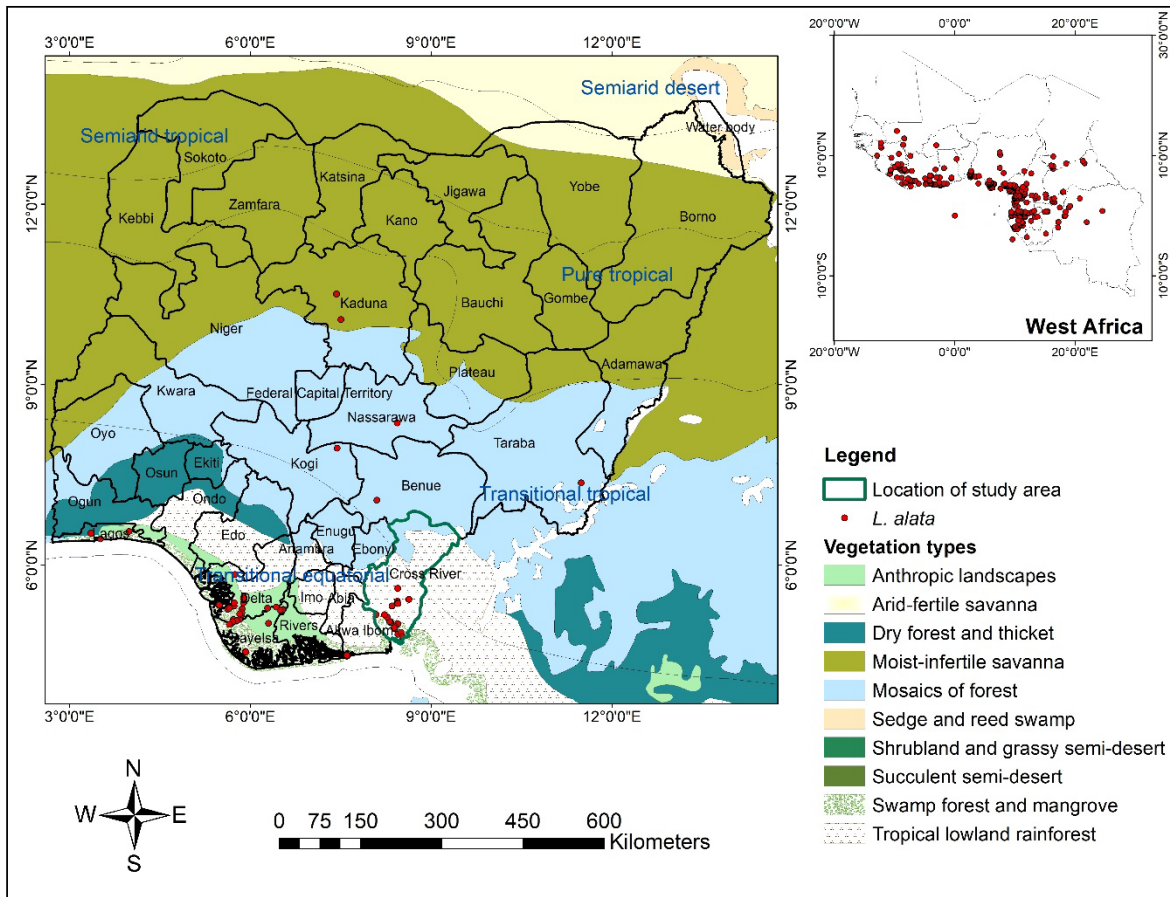 3°0'0"E 6°0'0"E 9°0'0"E 12°0'0"E
12°0'0"N
9°0'0"N
6°0'0"N
Semiarid desert
Water body
Semiarid tropical
Sokoto
Katsina
Jigawa
Yobe
Zamfara
Kebbi
Kano
Borno
Pure tropical
Kaduna
Bauchi
Gombe
Niger
Adamawa
Plateau
Kwara
Federal Capital Territory
Nassarawa
Oyo
Taraba
Osun
Ekiti
Kogi
Benue
Transitional tropical
Ogun
Ondo
Lagos
Edo
Enugu
Anambra
Ebony
Transitional equatorial
Cross River
Delta
Imo
Abia
Rivers
Akwa Ibom
Bayelsa
12°0'0"N
9°0'0"N
6°0'0"N
3°0'0"E 6°0'0"E 9°0'0"E 12°0'0"E
N
W E
S
0 75 150 300 450 600
Kilometers
20°0'0"W 0°0'0" 20°0'0"E
10°0'0"N
10°0'0"S
30°0'0"N
10°0'0"N
10°0'0"S
West Africa
20°0'0"W 0°0'0"E 20°0'0"E
Legend
Location of study area
L. alata
Vegetation types
Anthropic landscapes
Arid-fertile savanna
Dry forest and thicket
Moist-infertile savanna
Mosaics of forest
Sedge and reed swamp
Shrubland and grassy semi-desert
Succulent semi-desert
Swamp forest and mangrove
Tropical lowland rainforest